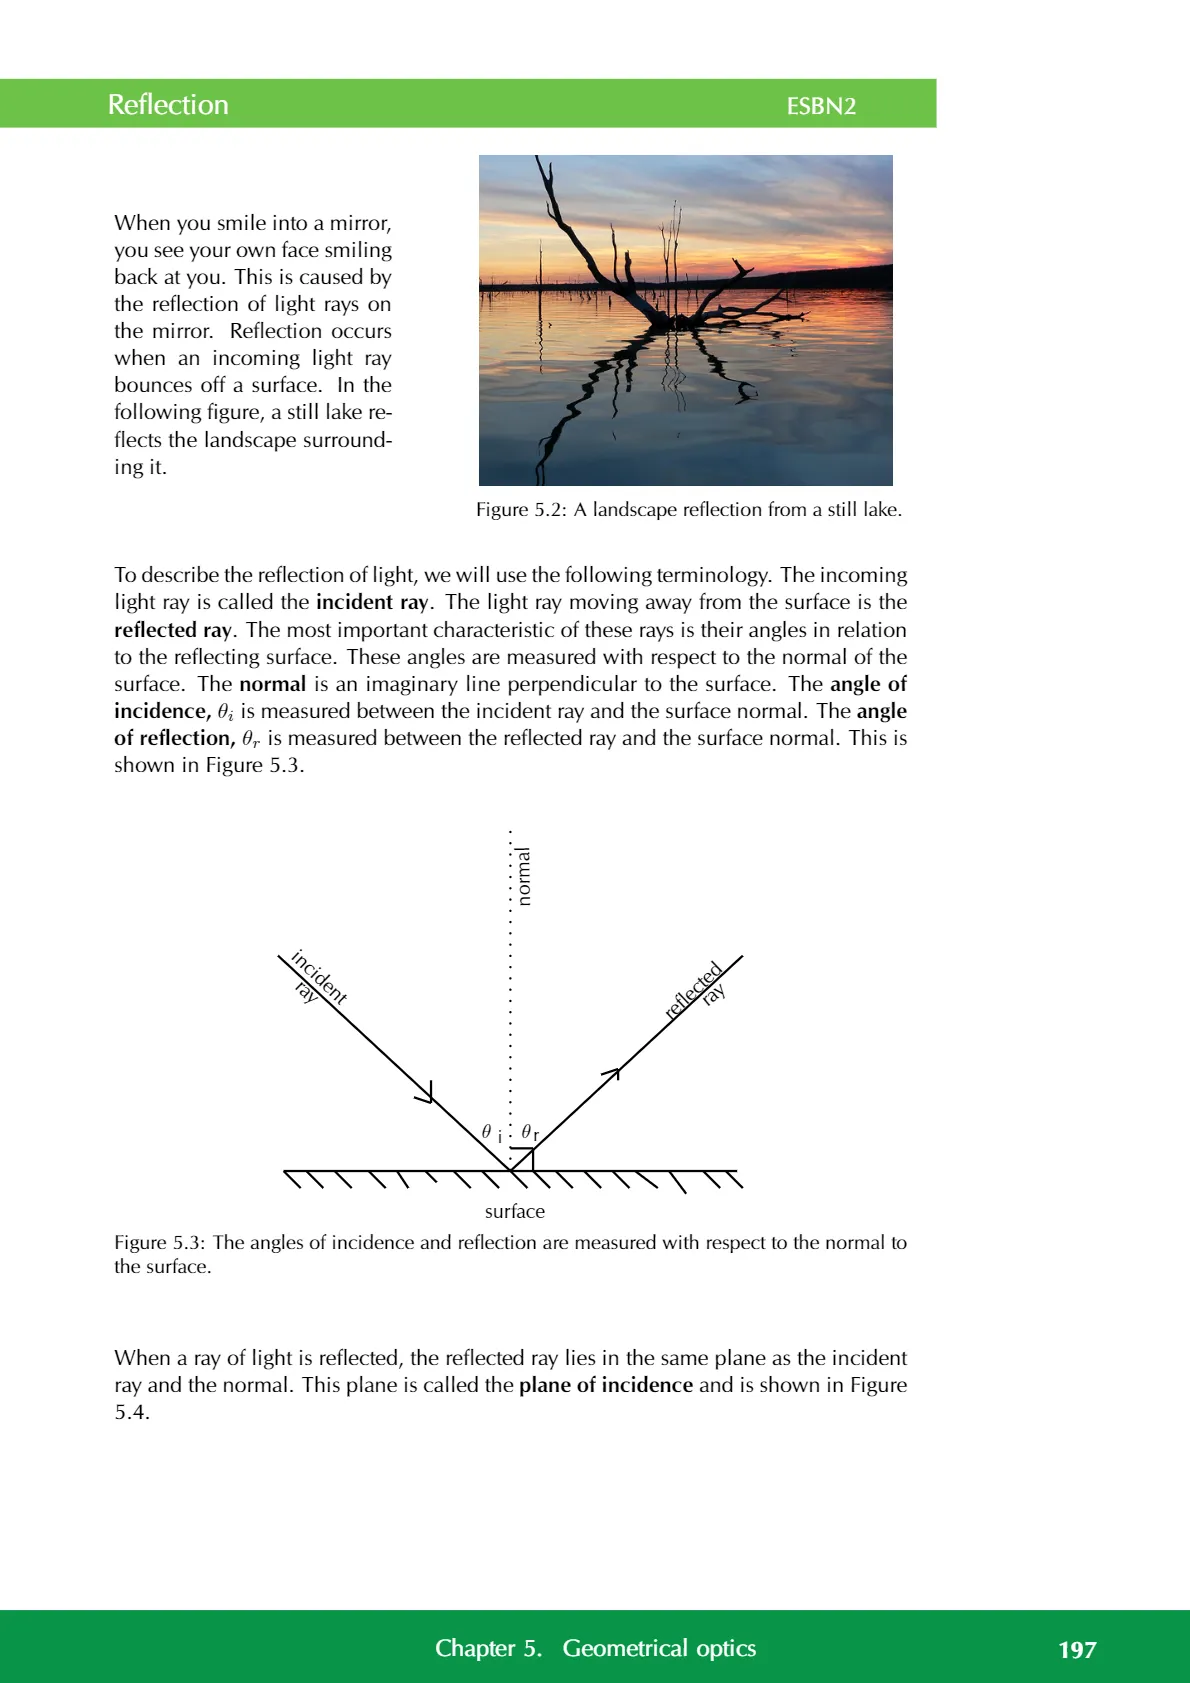 Reflection ESBN2
When you smile into a mirror,
you see your own face smiling
back at you. This is caused by
the reflection of light rays on
the mirror. Reflection occurs
when an incoming light ray
bounces off a surface. In the
following figure, a still lake re-
flects the landscape surround-
ing it.
Figure 5.2: A landscape reflection from a still lake.
To describe the reflection of light, we will use the following terminology. The incoming
light ray is called the incident ray. The light ray moving away from the surface is the
reflected ray. The most important characteristic of these rays is their angles in relation
to the reflecting surface. These angles are measured with respect to the normal of the
surface. The normal is an imaginary line perpendicular to the surface. The angle of
incidence, θi is measured between the incident ray and the surface normal. The angle
of reflection, θr is measured between the reflected ray and the surface normal. This is
shown in Figure 5.3.
normal
incident
ray
reflected
ray
θ i θr
surface
Figure 5.3: The angles of incidence and reflection are measured with respect to the normal to
the surface.
When a ray of light is reflected, the reflected ray lies in the same plane as the incident
ray and the normal. This plane is called the plane of incidence and is shown in Figure
5.4.
Chapter 5. Geometrical optics 197